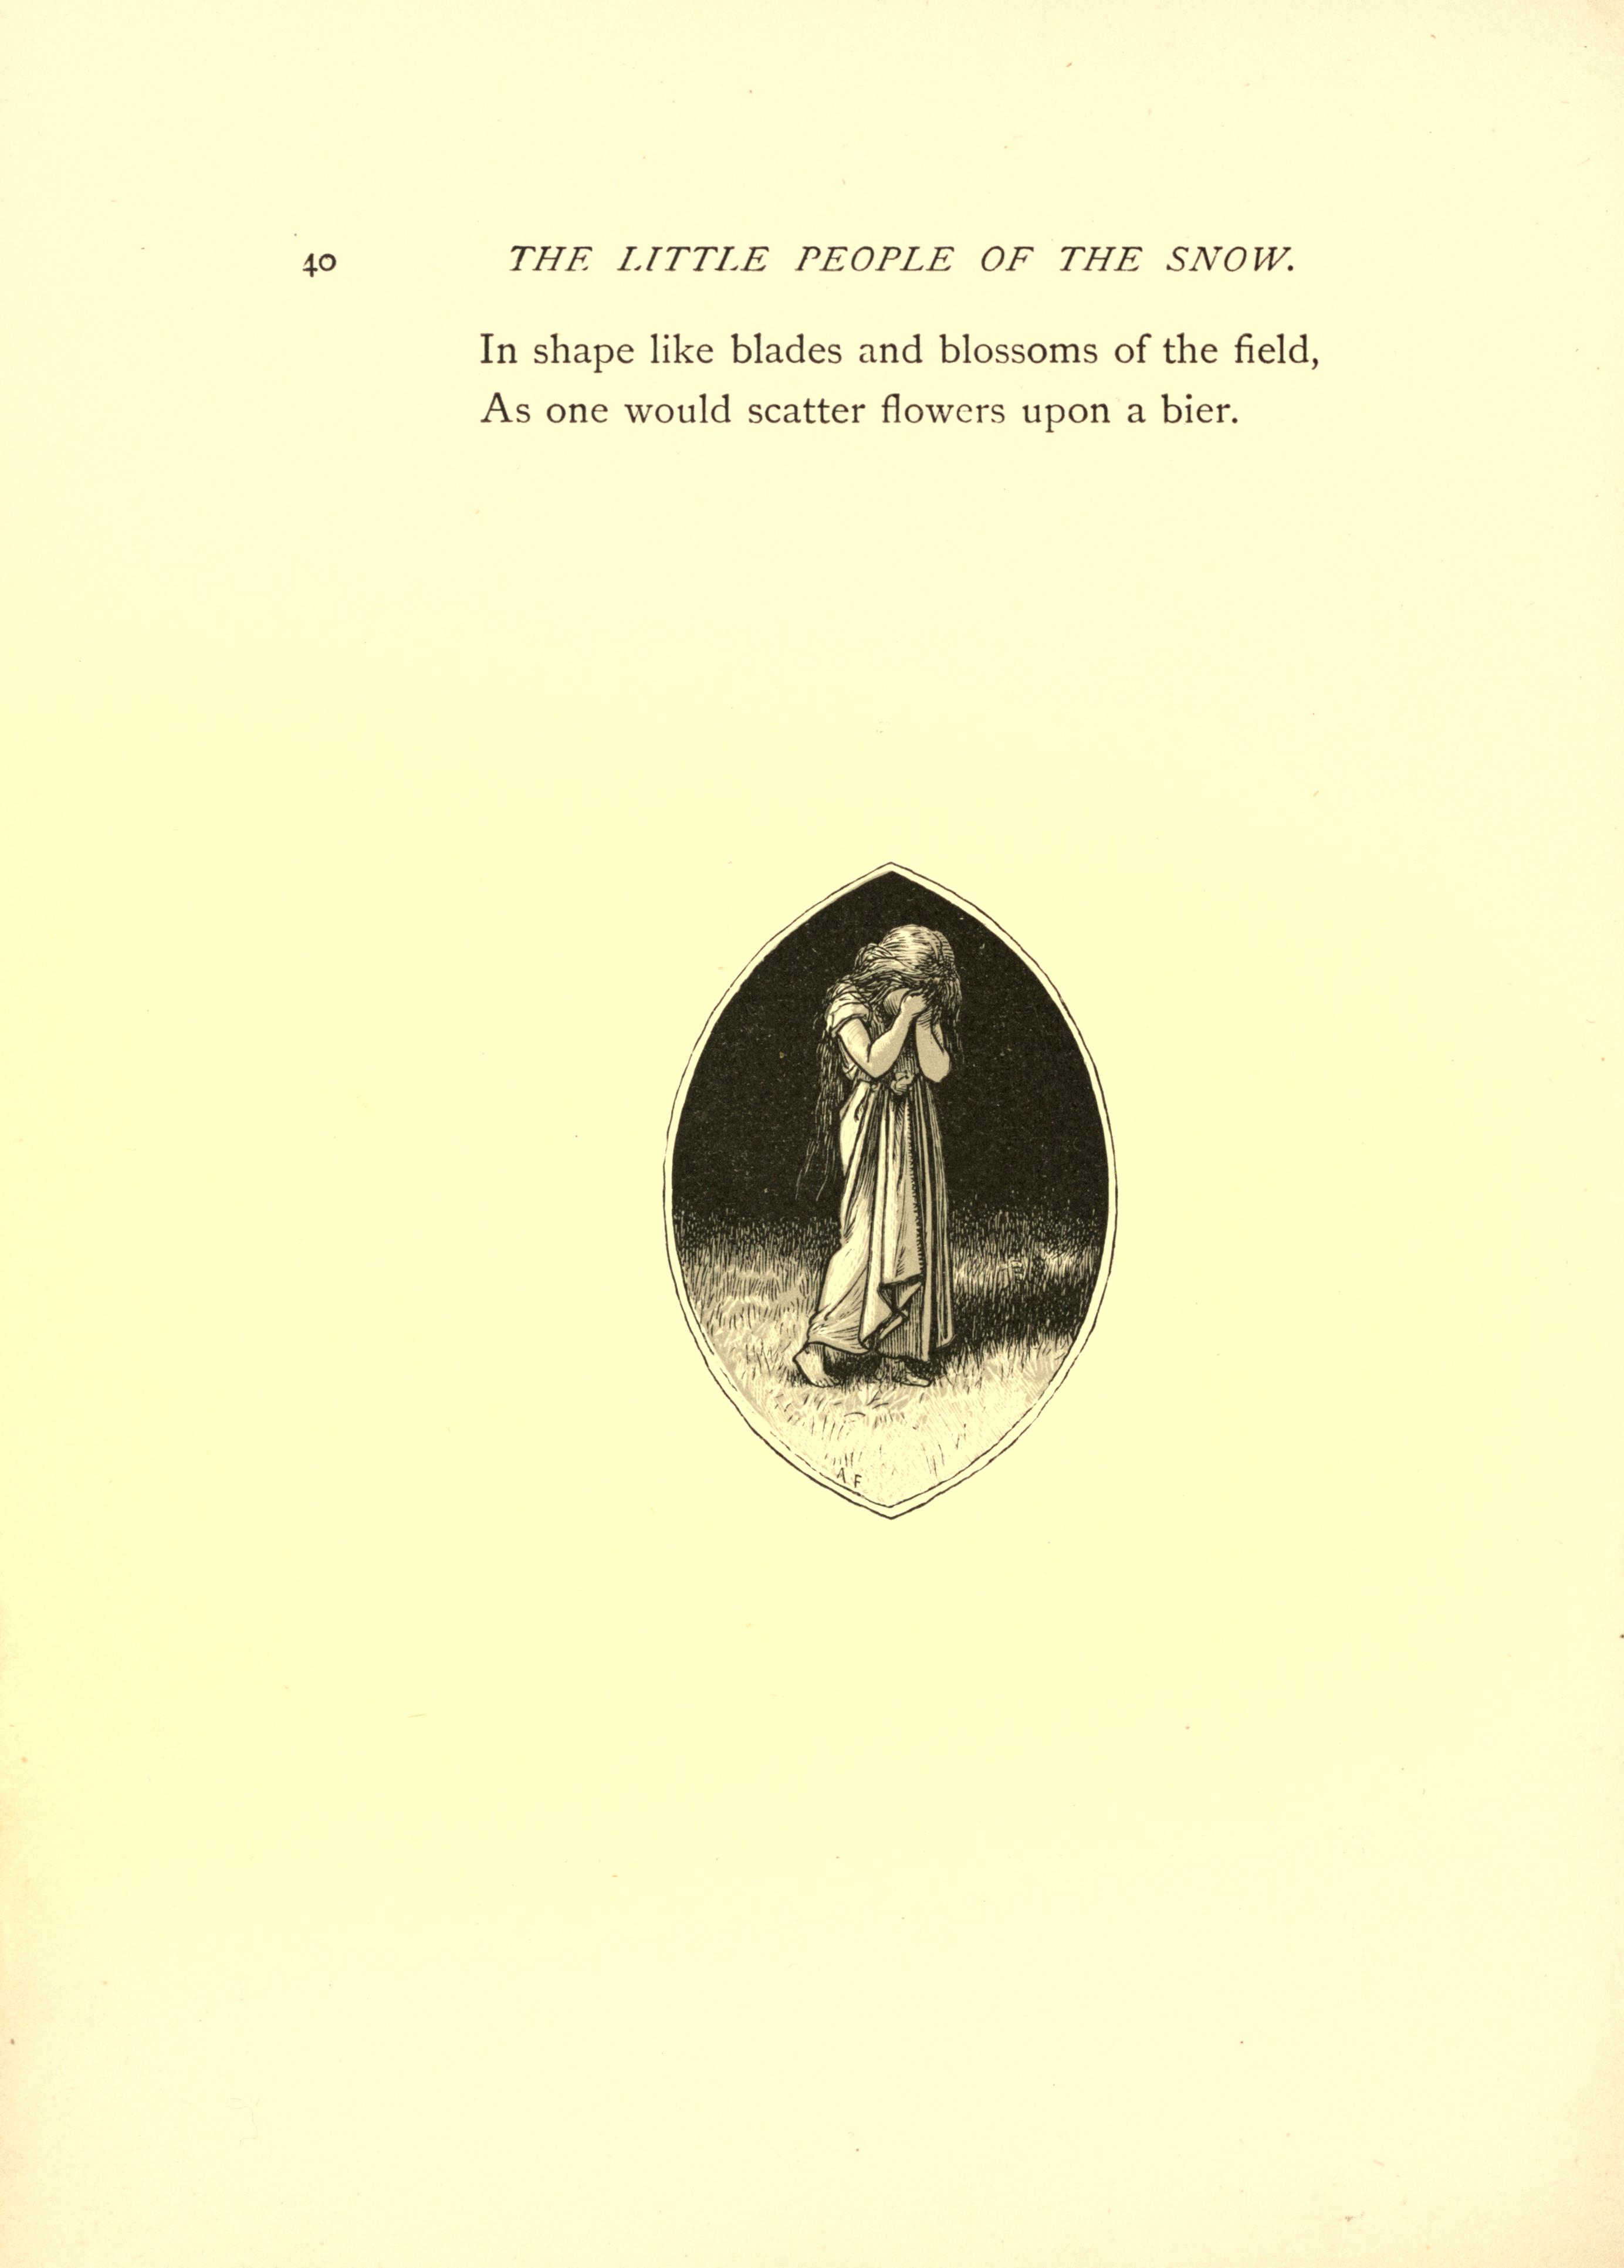 40
THE LITTLE PEOPLE OF THE SNOW.
In shape like blades and blossoms of the field,
As one would scatter flowers upon a bier.
A F